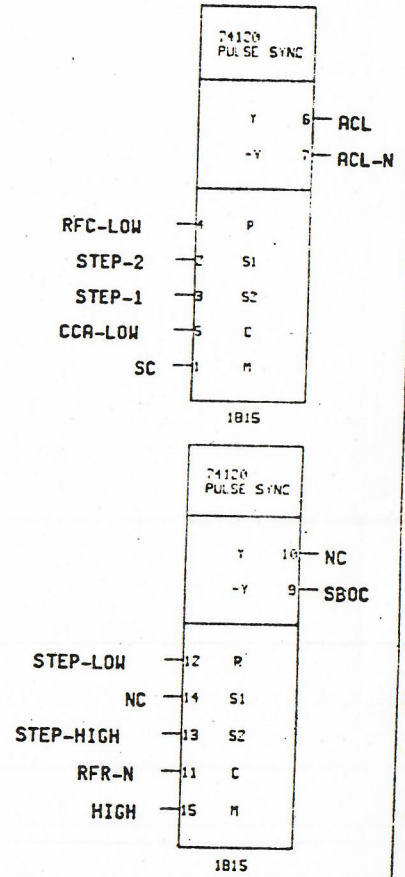 74120
PULSE SYNC
Y 6 ACL
-Y 7 ACL-N
RFC-LOW 4 R
STEP-2 2 S1
STEP-1 3 S2
CCA-LOW 5 C
SC 1 M
1B15
74120
PULSE SYNC
Y 10 NC
-Y 9 SBOC
STEP-LOW 12 R
NC 14 S1
STEP-HIGH 13 S2
RFR-N 11 C
HIGH 15 M
1B15